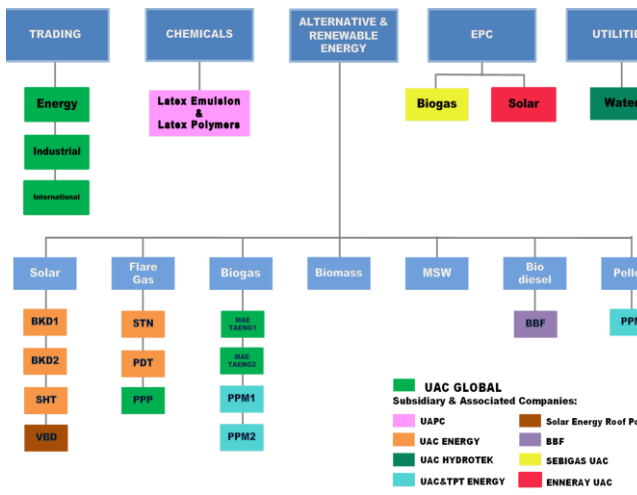 TRADING
CHEMICALS
ALTERNATIVE &
RENEWABLE
ENERGY
EPC
UTILITIE
Energy
Industrial
International
Latex Emulsion
&
Latex Polymers
Biogas
Solar
Water
Solar
Flare
Gas
Biogas
Biomass
MSW
Bio
diesel
Pelle
BKD1
BKD2
SHT
VBD
STN
PDT
PPP
MAE
TAENG1
MAE
TAENG2
PPM1
PPM2
BBF
PPM
UAC GLOBAL
Subsidiary & Associated Companies:
UAPC
UAC ENERGY
UAC HYDROTEK
UAC&TPT ENERGY
Solar Energy Roof Po
BBF
SEBIGAS UAC
ENNERAY UAC